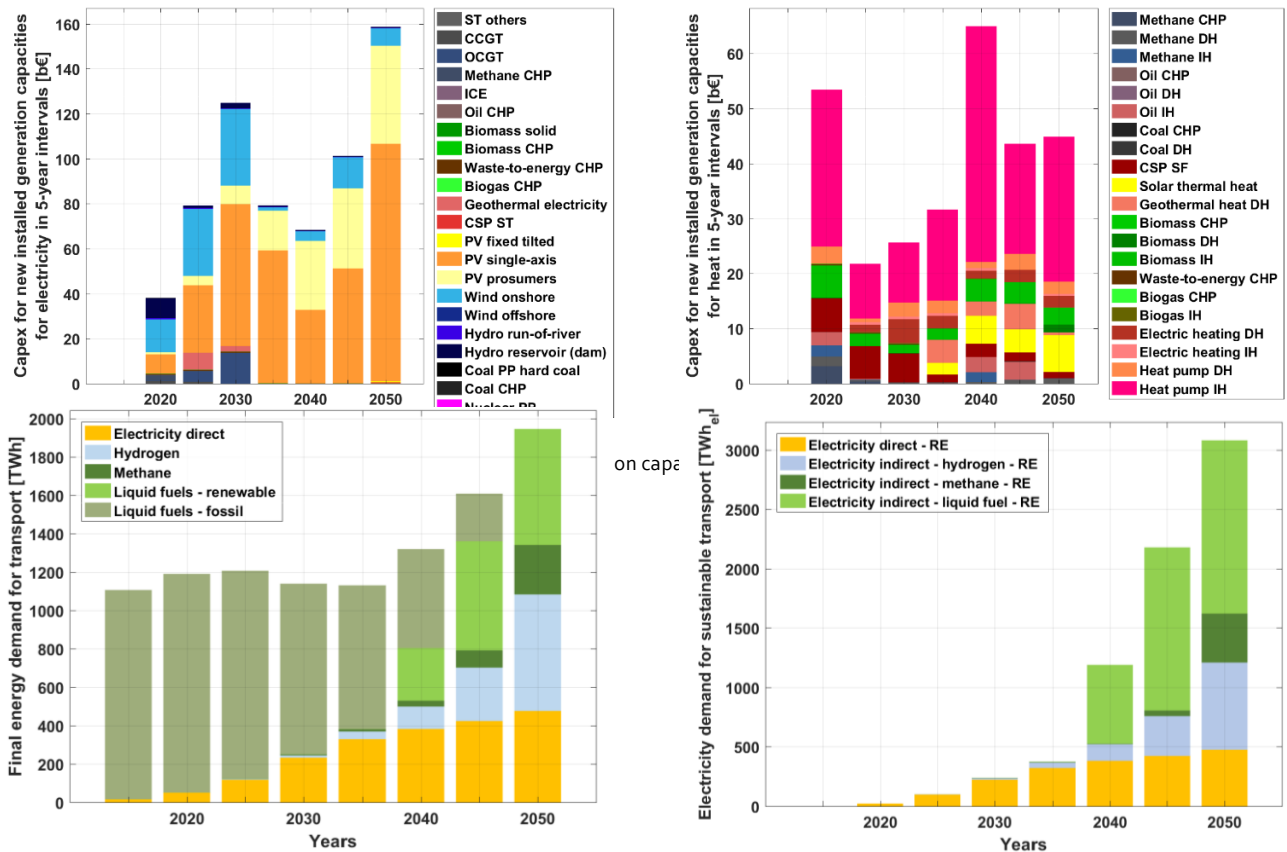 Capex for new installed generation capacities
for electricity in 5-year intervals [b€]
160
140
120
100
80
60
40
20
0
2020
2030
2040
2050
ST others
CCGT
OCGT
Methane CHP
ICE
Oil CHP
Biomass solid
Biomass CHP
Waste-to-energy CHP
Biogas CHP
Geothermal electricity
CSP ST
PV fixed tilted
PV single-axis
PV prosumers
Wind onshore
Wind offshore
Hydro run-of-river
Hydro reservoir (dam)
Coal PP hard coal
Coal CHP
Nuclear PP
Capex for new installed generation capacities
for heat in 5-year intervals [b€]
60
50
40
30
20
10
0
2020
2030
2040
2050
Methane CHP
Methane DH
Methane IH
Oil CHP
Oil DH
Oil IH
Coal CHP
Coal DH
CSP SF
Solar thermal heat
Geothermal heat DH
Biomass CHP
Biomass DH
Biomass IH
Waste-to-energy CHP
Biogas CHP
Biogas IH
Electric heating DH
Electric heating IH
Heat pump DH
Heat pump IH
on capa
Final energy demand for transport [TWh]
2000
1800
1600
1400
1200
1000
800
600
400
200
0
2020
2030
2040
2050
Years
Electricity direct
Hydrogen
Methane
Liquid fuels - renewable
Liquid fuels - fossil
Electricity demand for sustainable transport [TWhel]
3000
2500
2000
1500
1000
500
0
2020
2030
2040
2050
Years
Electricity direct - RE
Electricity indirect - hydrogen - RE
Electricity indirect - methane - RE
Electricity indirect - liquid fuel - RE